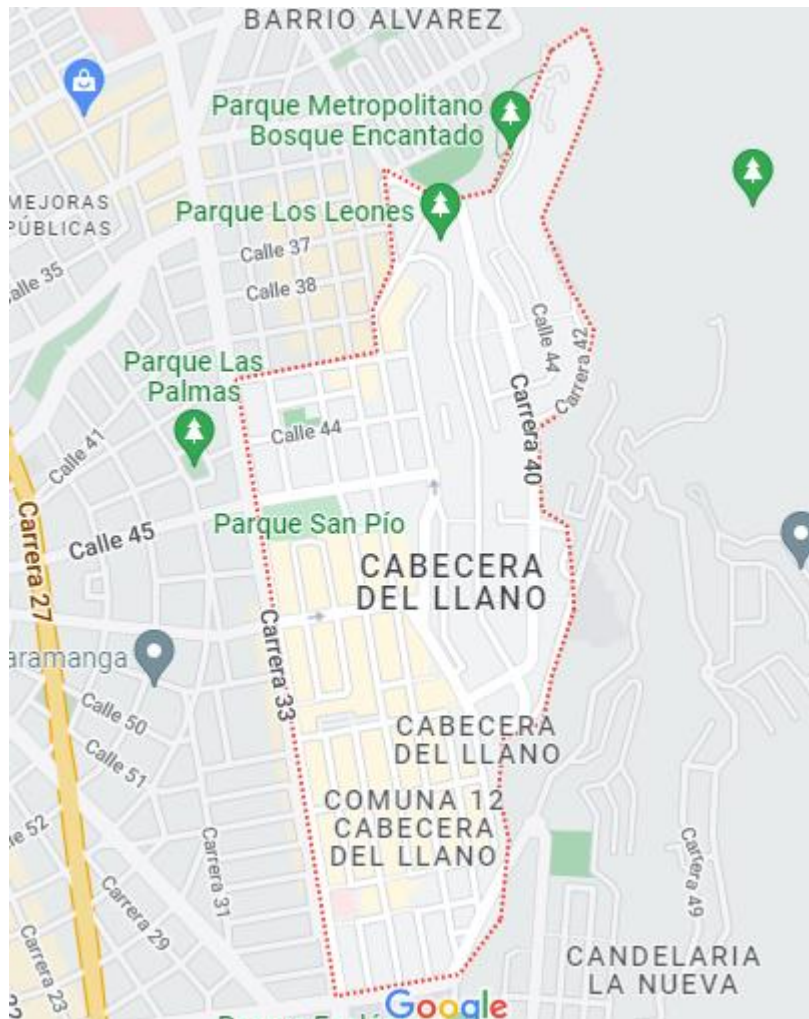 BARRIO ALVAREZ
Parque Metropolitano
Bosque Encantado
MEJORAS
PÚBLICAS
Parque Los Leones
Calle 37
Calle 35
Calle 38
Calle 44
Carrera 42
Parque Las
Palmas
Carrera 40
Calle 44
Calle 41
Parque San Pío
Calle 45
Carrera 27
CABECERA
DEL LLANO
Carrera 33
aramanga
Calle 50
CABECERA
DEL LLANO
Calle 51
COMUNA 12
CABECERA
DEL LLANO
Calle 52
Carrera 31
Carrera 49
Carrera 29
Carrera 23
CANDELARIA
LA NUEVA
Google